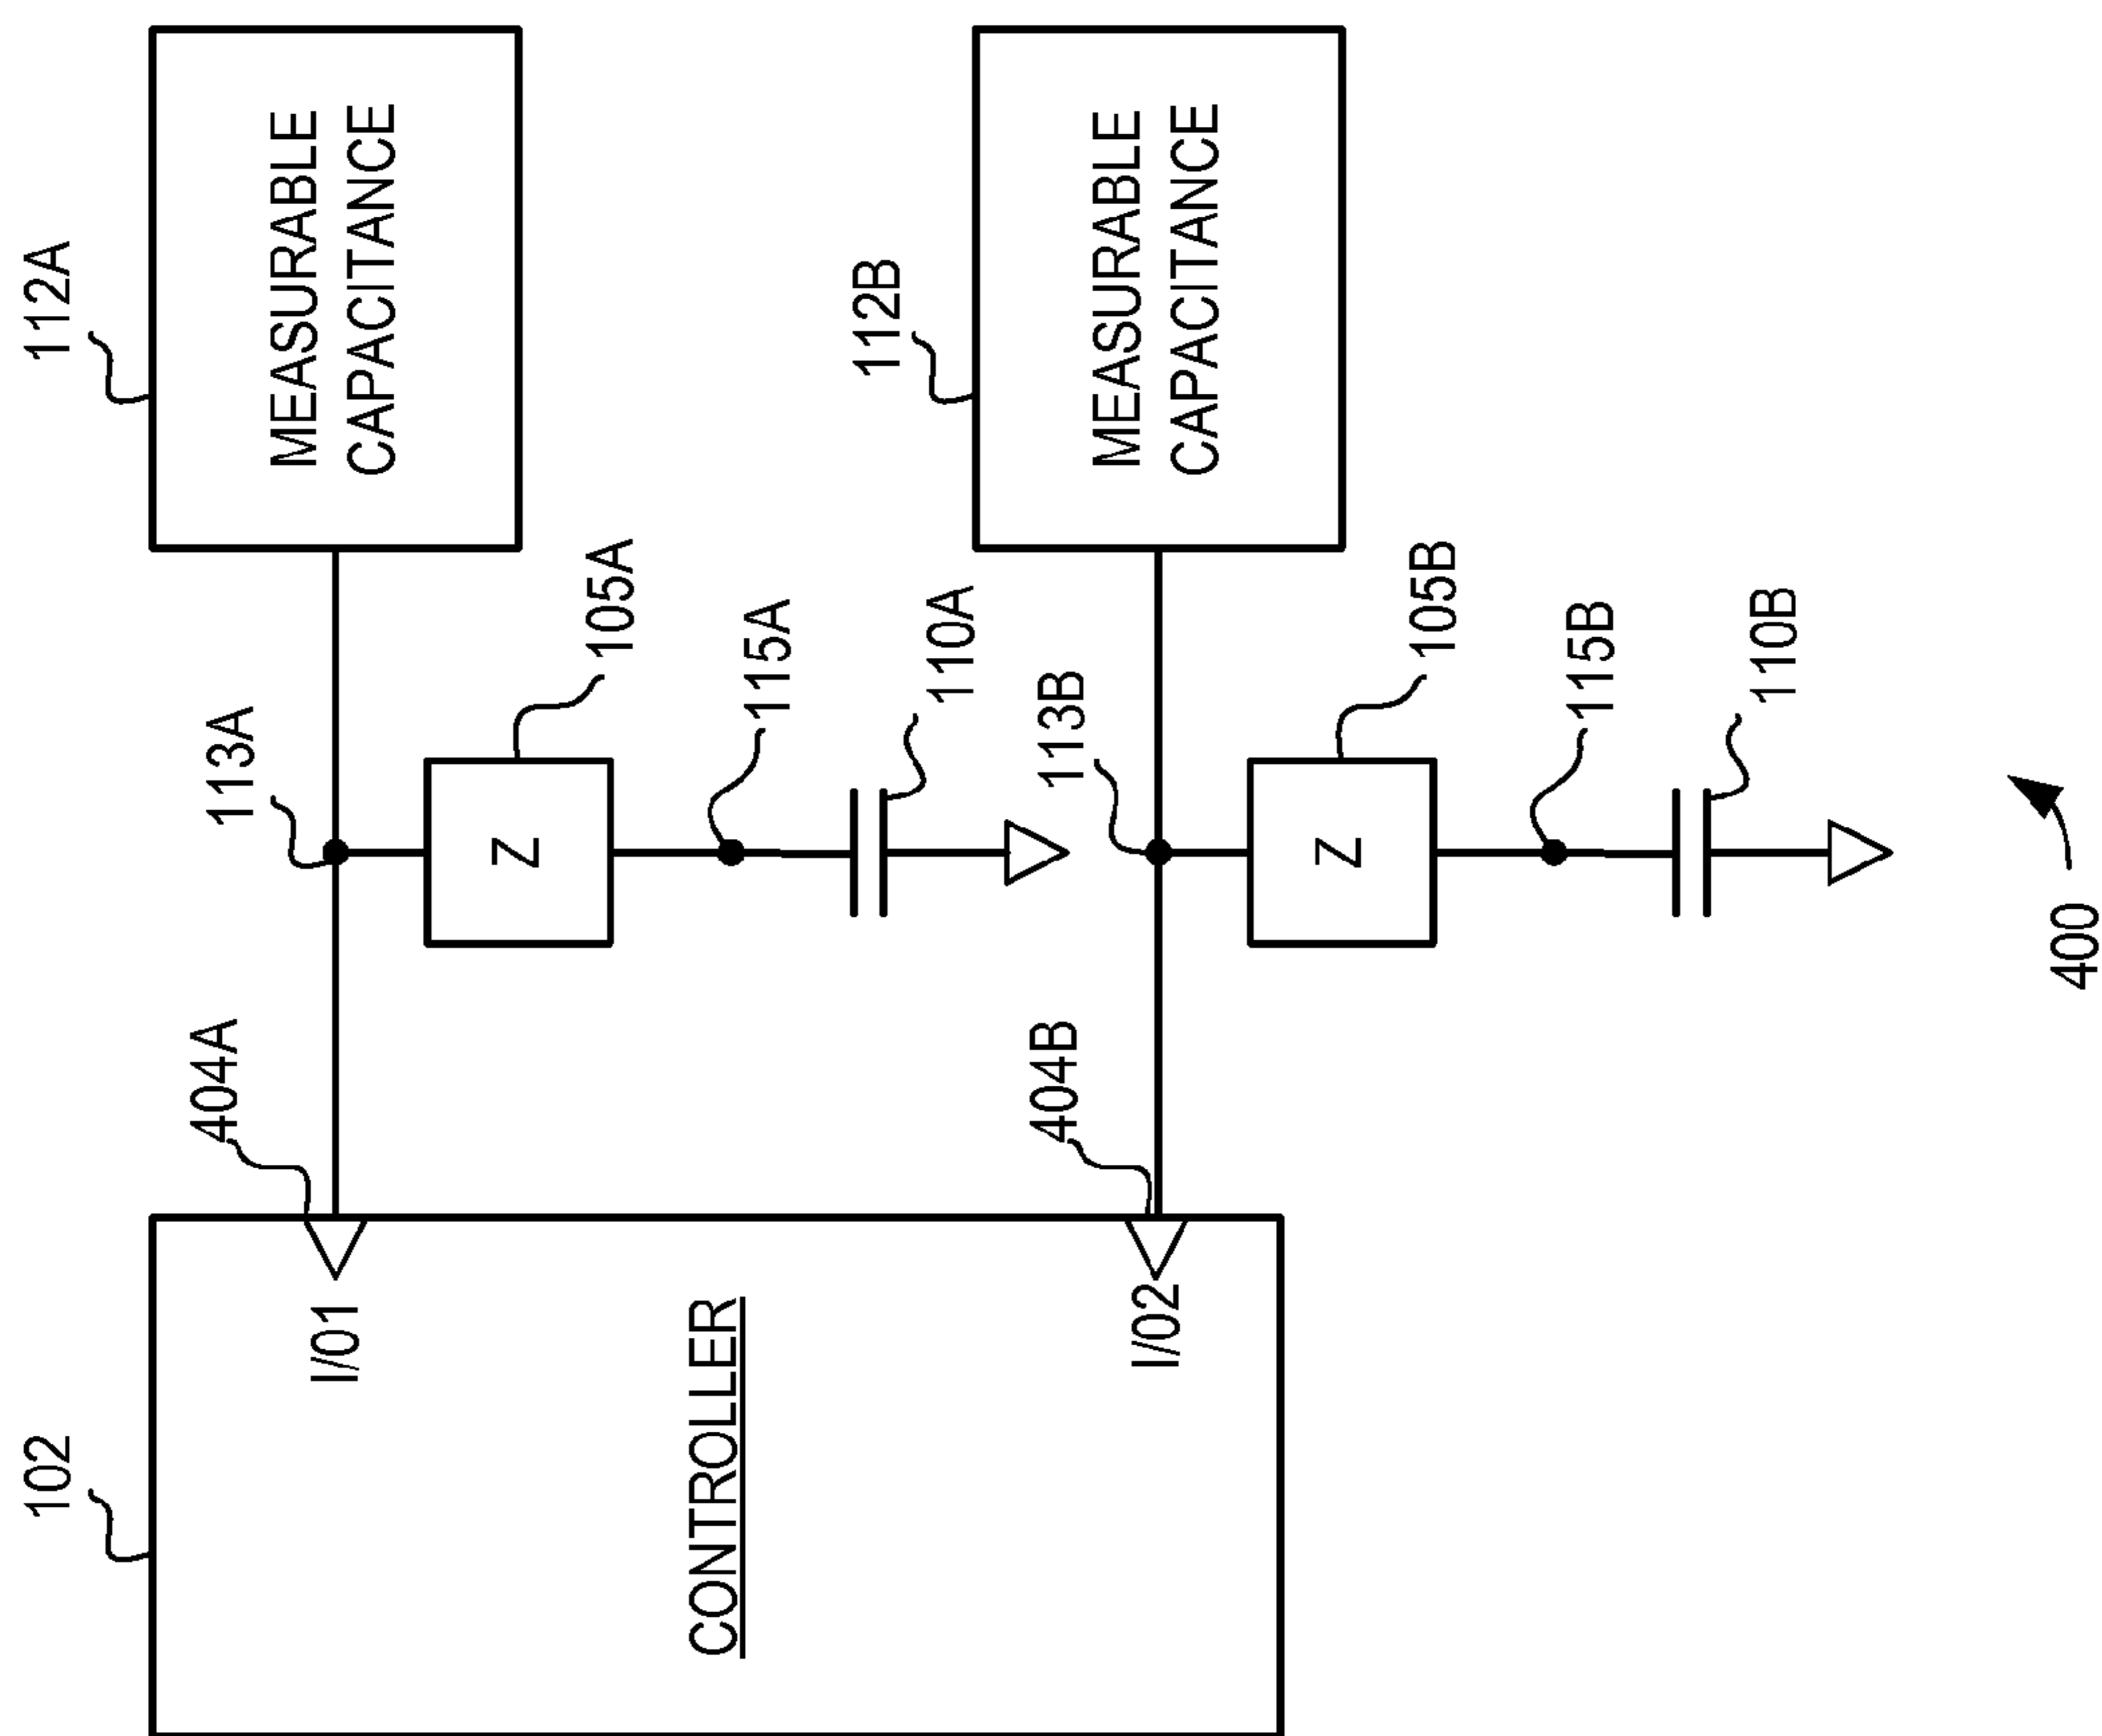 112A
MEASURABLE
CAPACITANCE
112B
MEASURABLE
CAPACITANCE
113A
Z
105A
115A
110A
113B
Z
105B
115B
110B
404A
404B
102
I/01
CONTROLLER
I/02
400